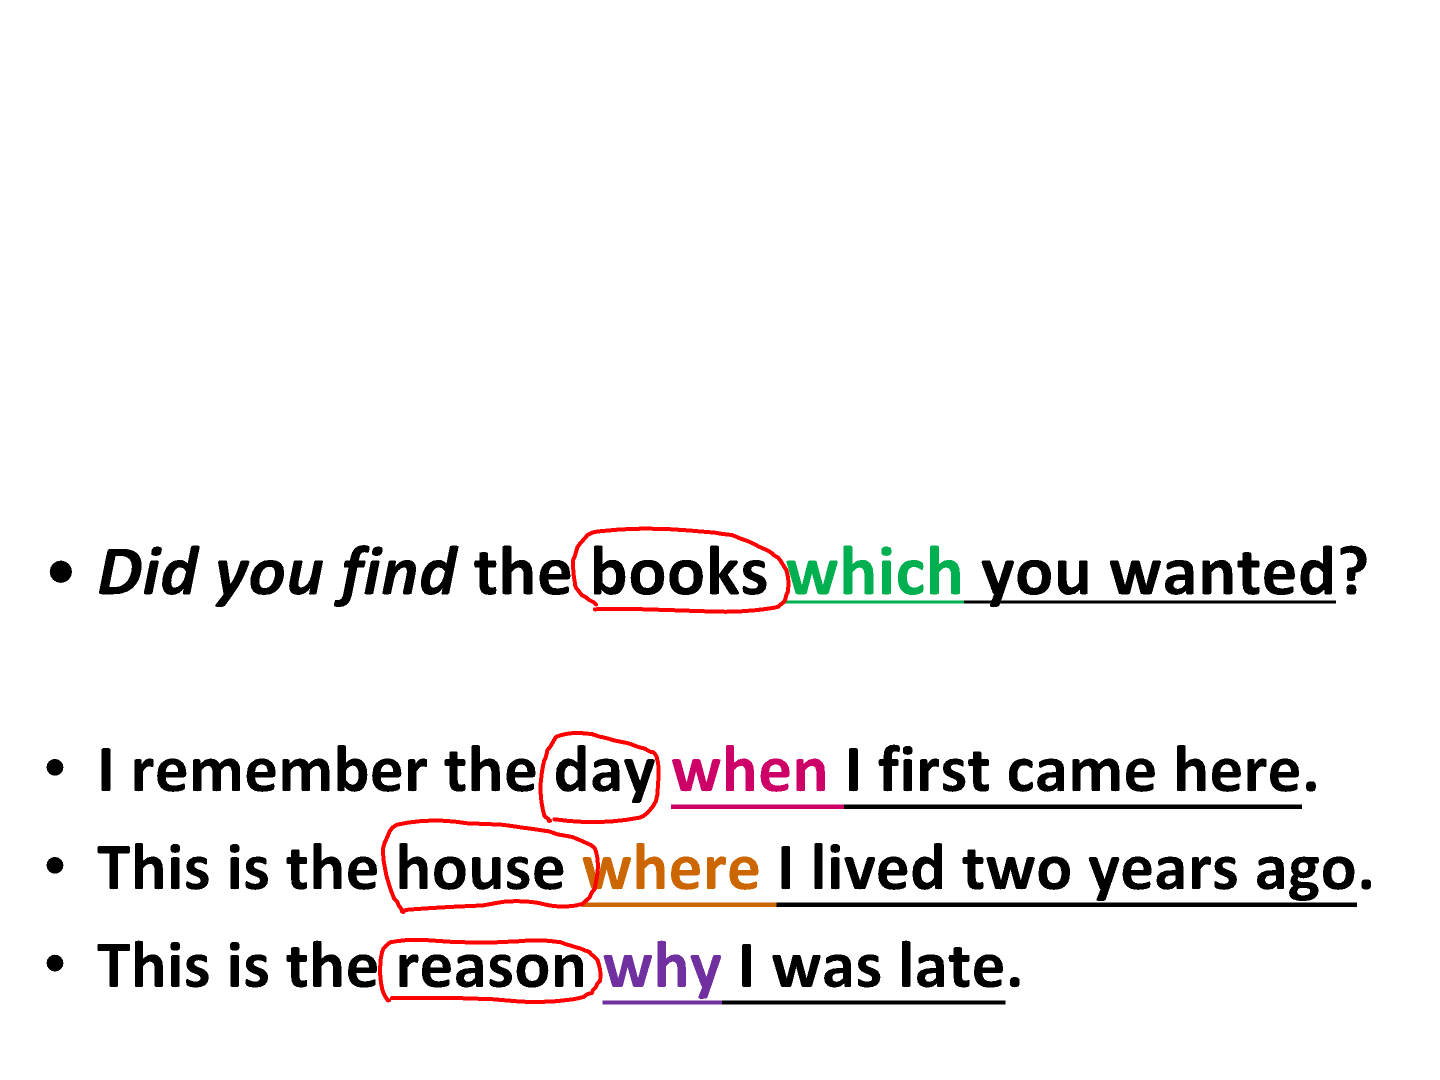 • Did you find the books which you wanted?
• I remember the day when I first came here.
• This is the house where I lived two years ago.
• This is the reason why I was late.